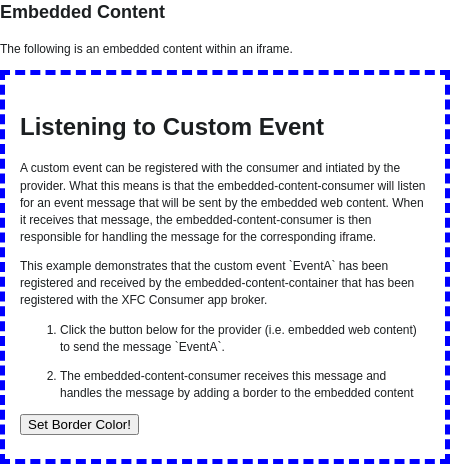 Embedded Content
The following is an embedded content within an iframe.
Listening to Custom Event
A custom event can be registered with the consumer and intiated by the
provider. What this means is that the embedded-content-consumer will listen
for an event message that will be sent by the embedded web content. When
it receives that message, the embedded-content-consumer is then
responsible for handling the message for the corresponding iframe.
This example demonstrates that the custom event `EventA` has been
registered and received by the embedded-content-container that has been
registered with the XFC Consumer app broker.
1. Click the button below for the provider (i.e. embedded web content)
to send the message `EventA`.
2. The embedded-content-consumer receives this message and
handles the message by adding a border to the embedded content
Set Border Color!